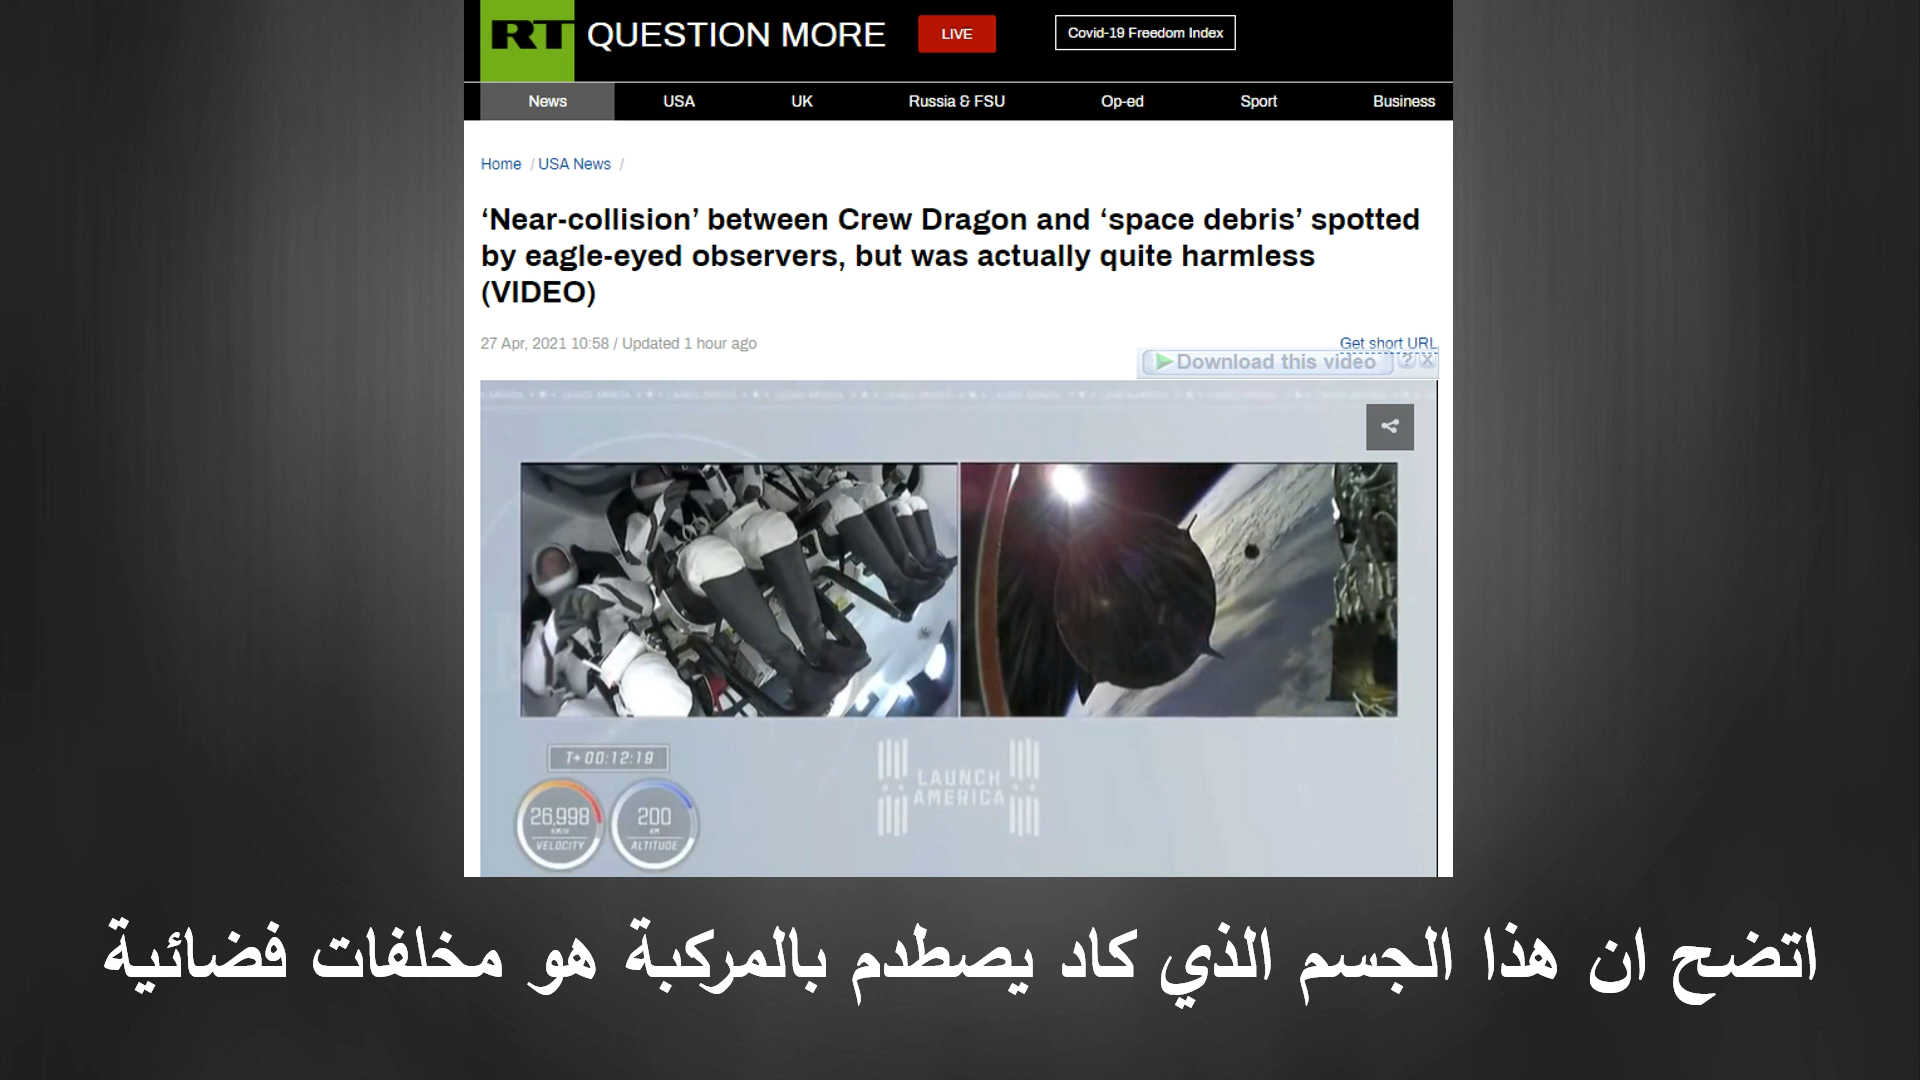 RT QUESTION MORE LIVE Covid-19 Freedom Index
News USA UK Russia & FSU Op-ed Sport Business
Home / USA News /
‘Near-collision’ between Crew Dragon and ‘space debris’ spotted
by eagle-eyed observers, but was actually quite harmless
(VIDEO)
27 Apr, 2021 10:58 / Updated 1 hour ago
Get short URL
Download this video ? X
T+ 00:12:19
26,998
KM/H
VELOCITY
200
KM
ALTITUDE
LAUNCH
AMERICA
اتضح ان هذا الجسم الذي كاد يصطدم بالمركبة هو مخلفات فضائية